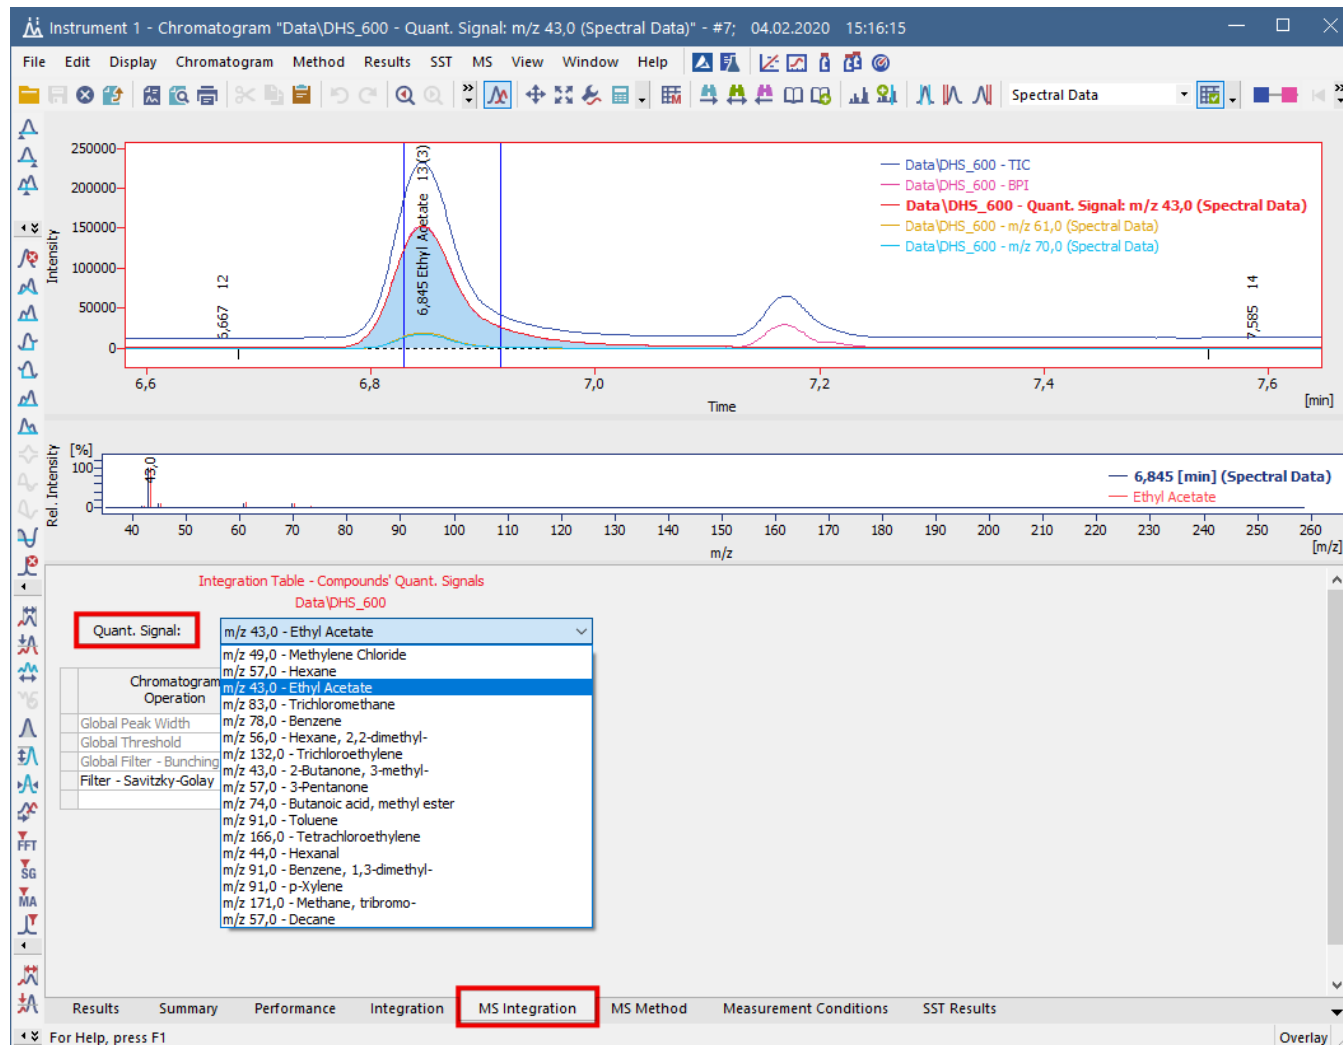 Instrument 1 - Chromatogram "Data\DHS_600 - Quant. Signal: m/z 43,0 (Spectral Data)" - #7; 04.02.2020 15:16:15
File Edit Display Chromatogram Method Results SST MS View Window Help
Spectral Data
250000
200000
150000
100000
50000
0
Intensity
6,667 12
6,845 Ethyl Acetate 13 (3)
7,585 14
Data\DHS_600 - TIC
Data\DHS_600 - BPI
Data\DHS_600 - Quant. Signal: m/z 43,0 (Spectral Data)
Data\DHS_600 - m/z 61,0 (Spectral Data)
Data\DHS_600 - m/z 70,0 (Spectral Data)
6,6 6,8 7,0 7,2 7,4 7,6
Time [min]
[%]
100
0
Rel. Intensity
43,0
6,845 [min] (Spectral Data)
Ethyl Acetate
40 50 60 70 80 90 100 110 120 130 140 150 160 170 180 190 200 210 220 230 240 250 260
m/z [m/z]
Integration Table - Compounds' Quant. Signals
Data\DHS_600
Quant. Signal: m/z 43,0 - Ethyl Acetate
m/z 49,0 - Methylene Chloride
m/z 57,0 - Hexane
m/z 43,0 - Ethyl Acetate
m/z 83,0 - Trichloromethane
m/z 78,0 - Benzene
m/z 56,0 - Hexane, 2,2-dimethyl-
m/z 132,0 - Trichloroethylene
m/z 43,0 - 2-Butanone, 3-methyl-
m/z 57,0 - 3-Pentanone
m/z 74,0 - Butanoic acid, methyl ester
m/z 91,0 - Toluene
m/z 166,0 - Tetrachloroethylene
m/z 44,0 - Hexanal
m/z 91,0 - Benzene, 1,3-dimethyl-
m/z 91,0 - p-Xylene
m/z 171,0 - Methane, tribromo-
m/z 57,0 - Decane
Chromatogram
Operation
Global Peak Width
Global Threshold
Global Filter - Bunching
Filter - Savitzky-Golay
FFT
SG
MA
Results Summary Performance Integration MS Integration MS Method Measurement Conditions SST Results
For Help, press F1
Overlay